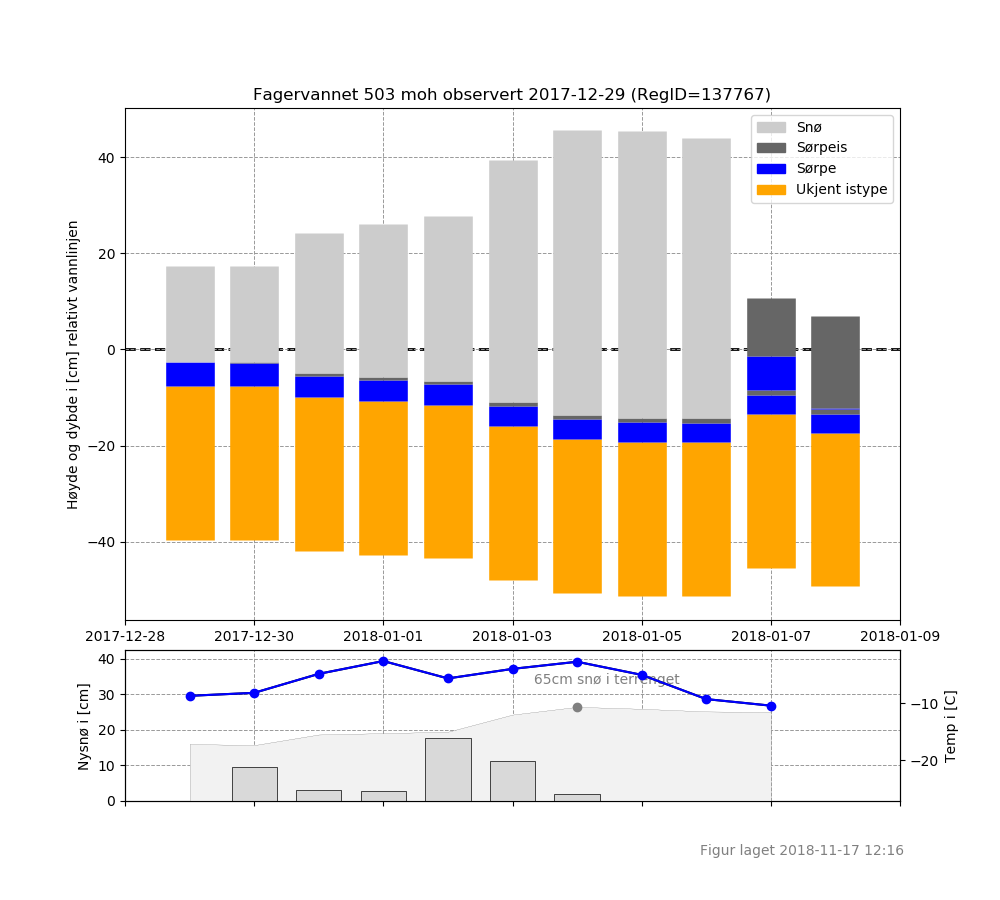 Fagervannet 503 moh observert 2017-12-29 (RegID=137767)
Høyde og dybde i [cm] relativt vannlinjen
40
20
0
−20
−40
Snø
Sørpeis
Sørpe
Ukjent istype
2017-12-28
2017-12-30
2018-01-01
2018-01-03
2018-01-05
2018-01-07
2018-01-09
Nysnø i [cm]
40
30
20
10
0
65cm snø i terrenget
−10
−20
Temp i [C]
Figur laget 2018-11-17 12:16